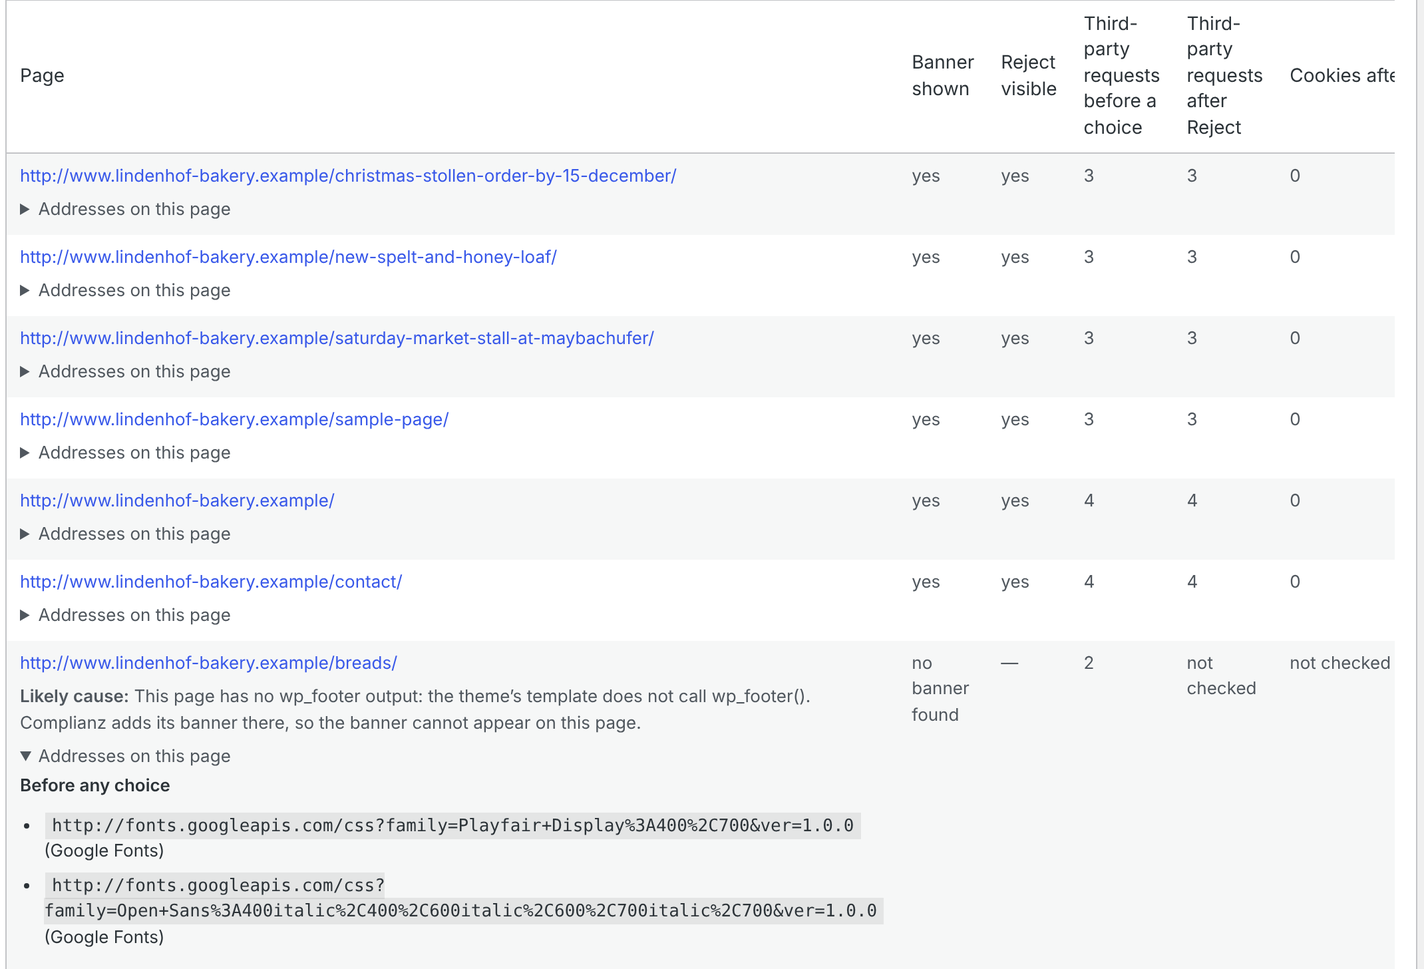 Page
Banner shown
Reject visible
Third-party requests before a choice
Third-party requests after Reject
Cookies afte
http://www.lindenhof-bakery.example/christmas-stollen-order-by-15-december/
yes
yes
3
3
0
▶ Addresses on this page
http://www.lindenhof-bakery.example/new-spelt-and-honey-loaf/
yes
yes
3
3
0
▶ Addresses on this page
http://www.lindenhof-bakery.example/saturday-market-stall-at-maybachufer/
yes
yes
3
3
0
▶ Addresses on this page
http://www.lindenhof-bakery.example/sample-page/
yes
yes
3
3
0
▶ Addresses on this page
http://www.lindenhof-bakery.example/
yes
yes
4
4
0
▶ Addresses on this page
http://www.lindenhof-bakery.example/contact/
yes
yes
4
4
0
▶ Addresses on this page
http://www.lindenhof-bakery.example/breads/
no banner found
—
2
not checked
not checked
Likely cause: This page has no wp_footer output: the theme’s template does not call wp_footer().
Complianz adds its banner there, so the banner cannot appear on this page.
▼ Addresses on this page
Before any choice
• http://fonts.googleapis.com/css?family=Playfair+Display%3A400%2C700&ver=1.0.0
(Google Fonts)
• http://fonts.googleapis.com/css?
family=Open+Sans%3A400italic%2C400%2C600italic%2C600%2C700italic%2C700&ver=1.0.0
(Google Fonts)